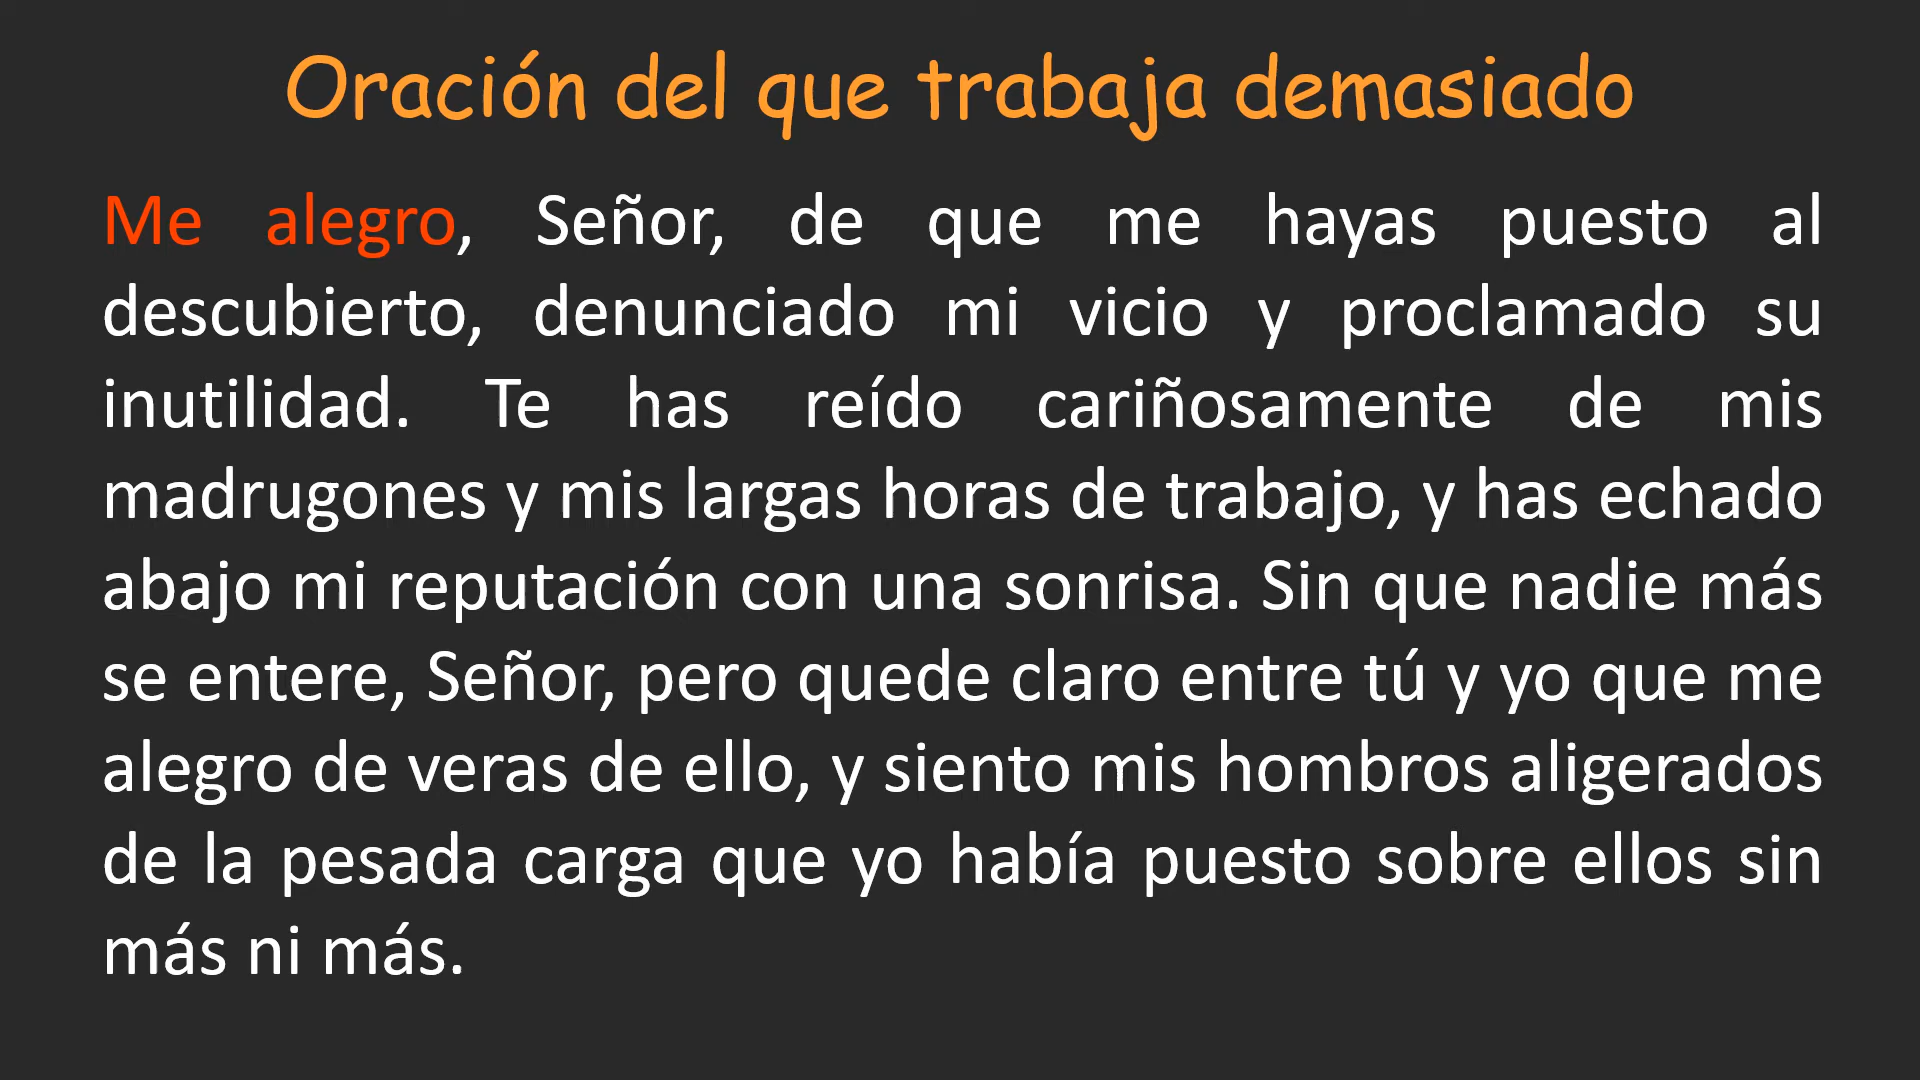 Oración del que trabaja demasiado
Me alegro, Señor, de que me hayas puesto al
descubierto, denunciado mi vicio y proclamado su
inutilidad. Te has reído cariñosamente de mis
madrugones y mis largas horas de trabajo, y has echado
abajo mi reputación con una sonrisa. Sin que nadie más
se entere, Señor, pero quede claro entre tú y yo que me
alegro de veras de ello, y siento mis hombros aligerados
de la pesada carga que yo había puesto sobre ellos sin
más ni más.